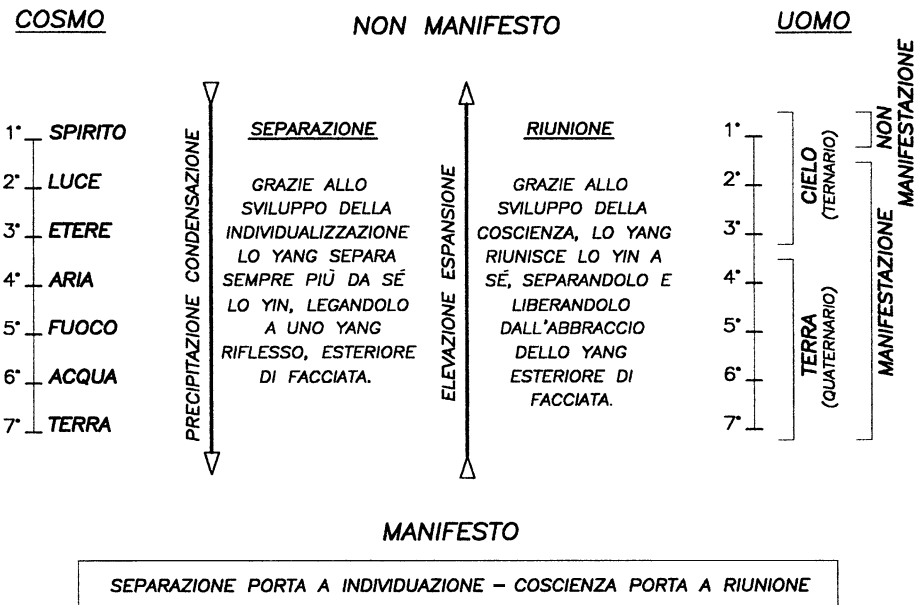 COSMO
NON MANIFESTO
UOMO
1° SPIRITO
2° LUCE
3° ETERE
4° ARIA
5° FUOCO
6° ACQUA
7° TERRA
PRECIPITAZIONE CONDENSAZIONE
SEPARAZIONE
GRAZIE ALLO
SVILUPPO DELLA
INDIVIDUALIZZAZIONE
LO YANG SEPARA
SEMPRE PIÙ DA SÉ
LO YIN, LEGANDOLO
A UNO YANG
RIFLESSO, ESTERIORE
DI FACCIATA.
ELEVAZIONE ESPANSIONE
RIUNIONE
GRAZIE ALLO
SVILUPPO DELLA
COSCIENZA, LO YANG
RIUNISCE LO YIN A
SÉ, SEPARANDOLO E
LIBERANDOLO
DALL'ABBRACCIO
DELLO YANG
ESTERIORE DI
FACCIATA.
1°
2°
3°
4°
5°
6°
7°
CIELO
(TERNARIO)
TERRA
(QUATERNARIO)
NON
MANIFESTAZIONE
MANIFESTAZIONE
MANIFESTO
SEPARAZIONE PORTA A INDIVIDUAZIONE – COSCIENZA PORTA A RIUNIONE